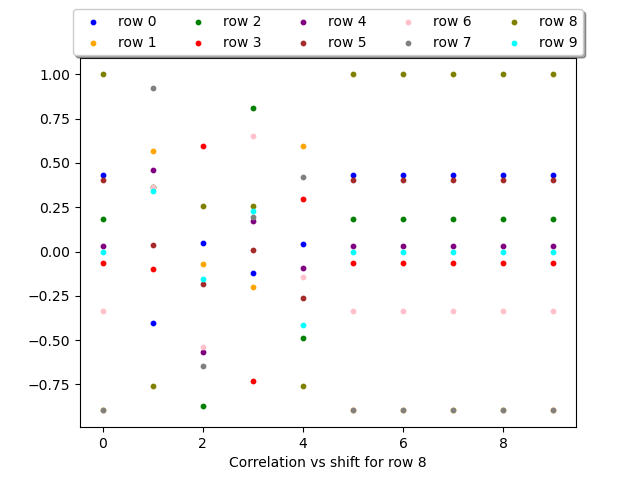 row 0 row 2 row 4 row 6 row 8
row 1 row 3 row 5 row 7 row 9
1.00
0.75
0.50
0.25
0.00
−0.25
−0.50
−0.75
0 2 4 6 8
Correlation vs shift for row 8